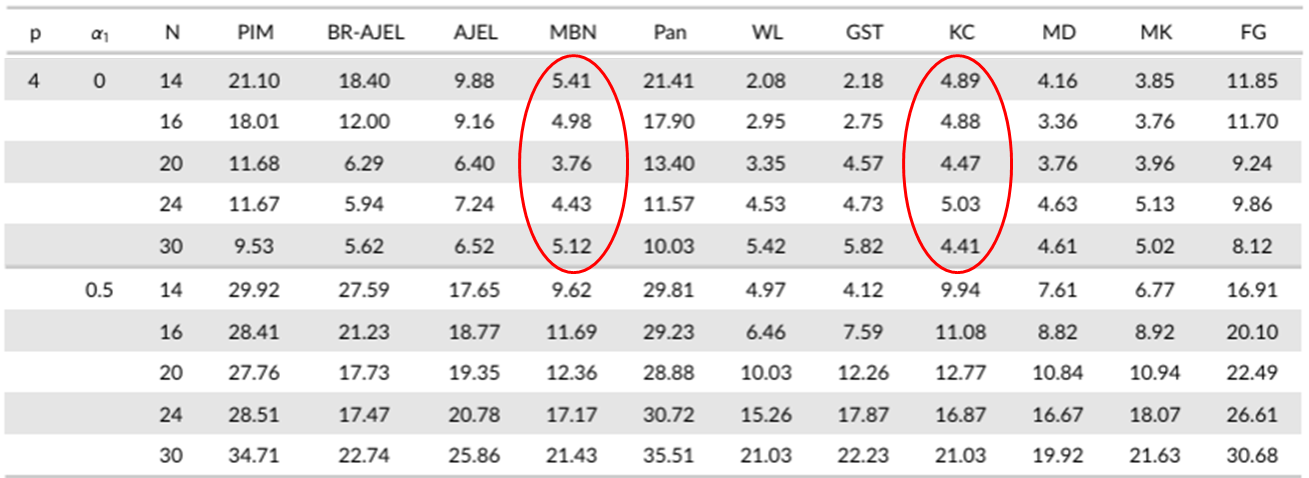 p α₁ N PIM BR-AJEL AJEL MBN Pan WL GST KC MD MK FG
4 0 14 21.10 18.40 9.88 5.41 21.41 2.08 2.18 4.89 4.16 3.85 11.85
16 18.01 12.00 9.16 4.98 17.90 2.95 2.75 4.88 3.36 3.76 11.70
20 11.68 6.29 6.40 3.76 13.40 3.35 4.57 4.47 3.76 3.96 9.24
24 11.67 5.94 7.24 4.43 11.57 4.53 4.73 5.03 4.63 5.13 9.86
30 9.53 5.62 6.52 5.12 10.03 5.42 5.82 4.41 4.61 5.02 8.12
0.5 14 29.92 27.59 17.65 9.62 29.81 4.97 4.12 9.94 7.61 6.77 16.91
16 28.41 21.23 18.77 11.69 29.23 6.46 7.59 11.08 8.82 8.92 20.10
20 27.76 17.73 19.35 12.36 28.88 10.03 12.26 12.77 10.84 10.94 22.49
24 28.51 17.47 20.78 17.17 30.72 15.26 17.87 16.87 16.67 18.07 26.61
30 34.71 22.74 25.86 21.43 35.51 21.03 22.23 21.03 19.92 21.63 30.68